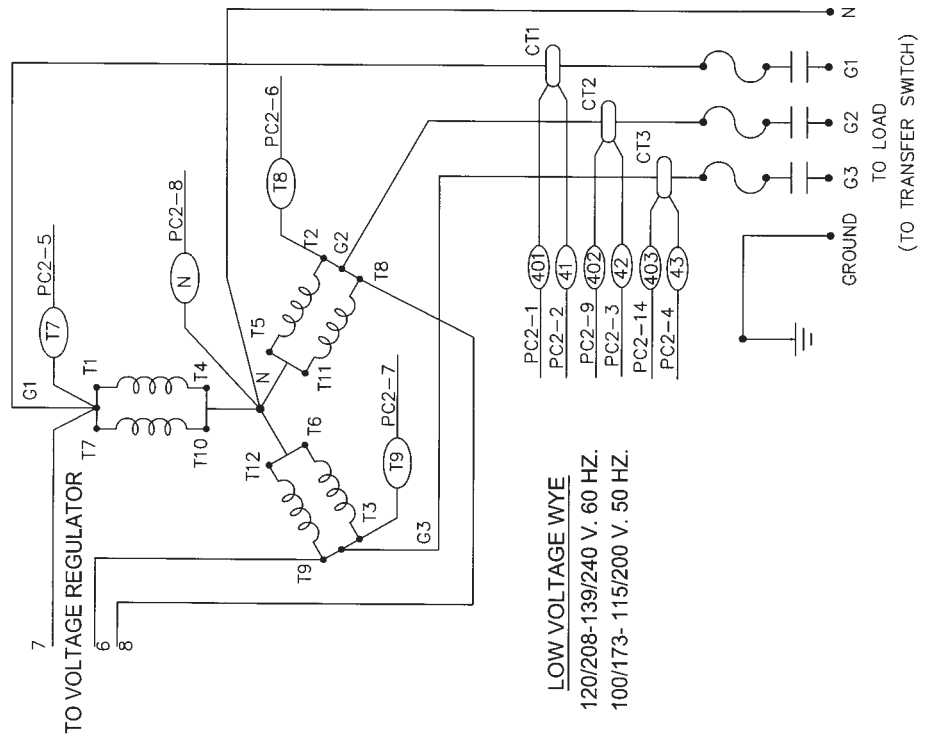 N
G1
G2
G3
TO LOAD
(TO TRANSFER SWITCH)
GROUND
CT1
CT2
CT3
401
41
402
42
403
43
PC2-1
PC2-2
PC2-9
PC2-3
PC2-14
PC2-4
PC2-5
T7
PC2-8
N
PC2-6
T8
PC2-7
T9
G1
T7
T1
T10
T4
N
T5
T2
G2
T11
T8
T12
T6
T9
T3
G3
7
TO VOLTAGE REGULATOR
6
8
LOW VOLTAGE WYE
120/208-139/240 V. 60 HZ.
100/173- 115/200 V. 50 HZ.